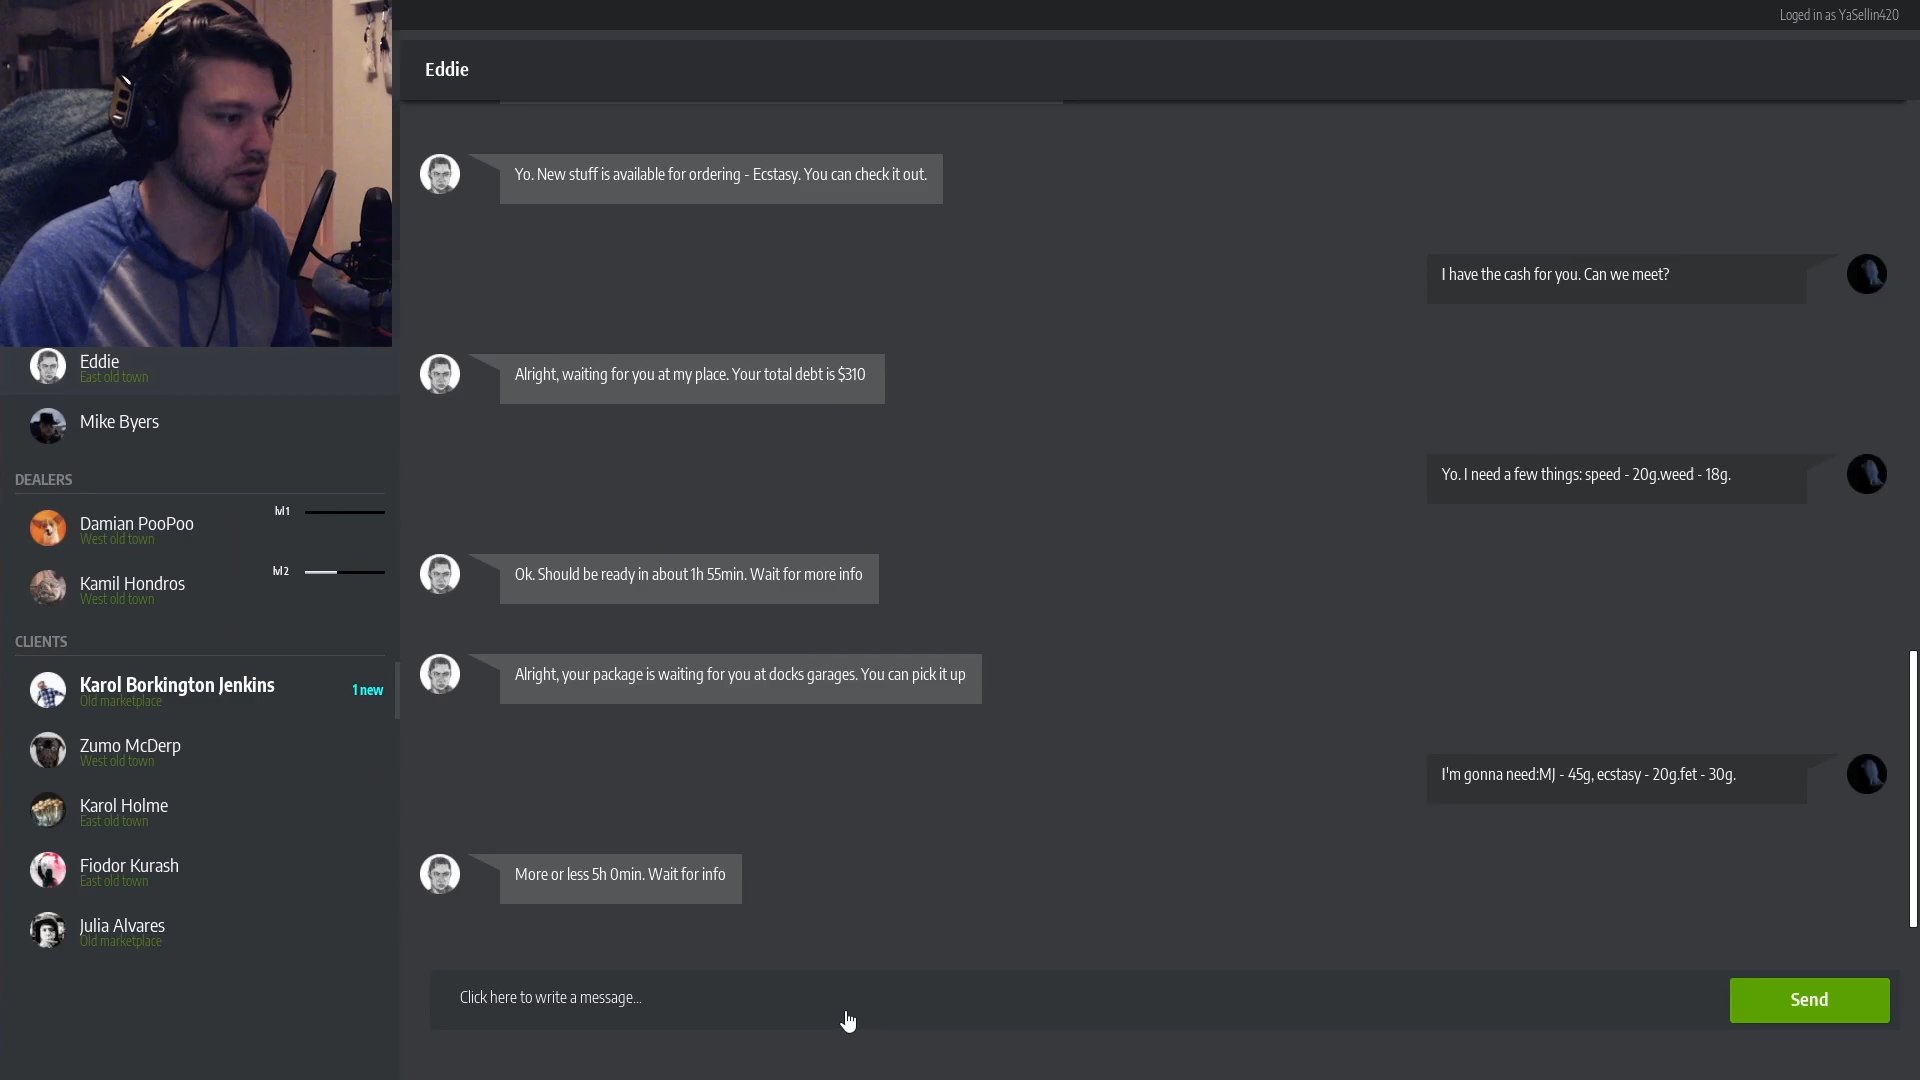 Loged in as YaSellin420
Eddie
Yo. New stuff is available for ordering - Ecstasy. You can check it out.
I have the cash for you. Can we meet?
Alright, waiting for you at my place. Your total debt is $310
Yo. I need a few things: speed - 20g.weed - 18g.
Ok. Should be ready in about 1h 55min. Wait for more info
Alright, your package is waiting for you at docks garages. You can pick it up
I'm gonna need:MJ - 45g, ecstasy - 20g.fet - 30g.
More or less 5h 0min. Wait for info
Click here to write a message...
Send
Eddie
East old town
Mike Byers
DEALERS
Damian PooPoo
lvl 1
West old town
Kamil Hondros
lvl 2
West old town
CLIENTS
Karol Borkington Jenkins
1 new
Old marketplace
Zumo McDerp
West old town
Karol Holme
East old town
Fiodor Kurash
East old town
Julia Alvares
Old marketplace